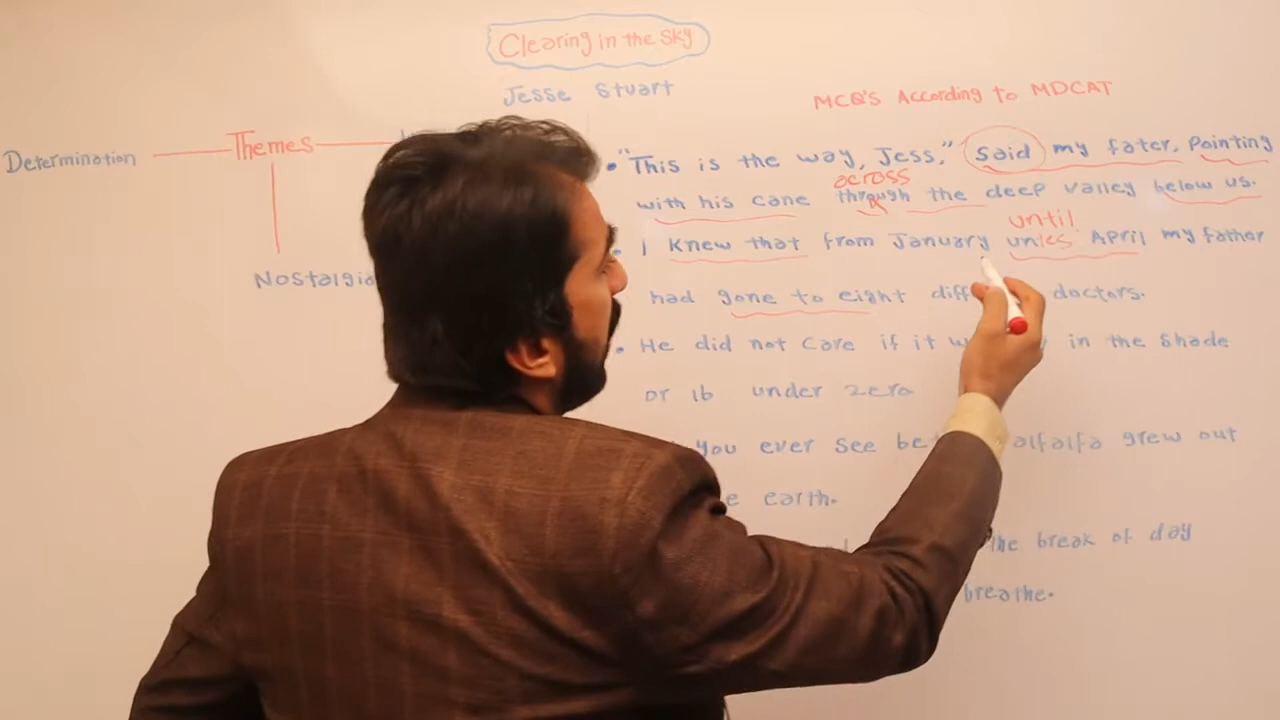 Clearing in the Sky
Jesse Stuart
MCQ'S According to MDCAT
Determination
Themes
Nostalgia
• "This is the way, Jess," Said my fater, Pointing
across
with his cane through the deep valley below us.
until
• I Knew that from January unles April my father
had gone to eight doctors.
• He did not care if it in the shade
or 16 under zero
you ever see alfalfa grew out
earth.
the break of day
breathe.